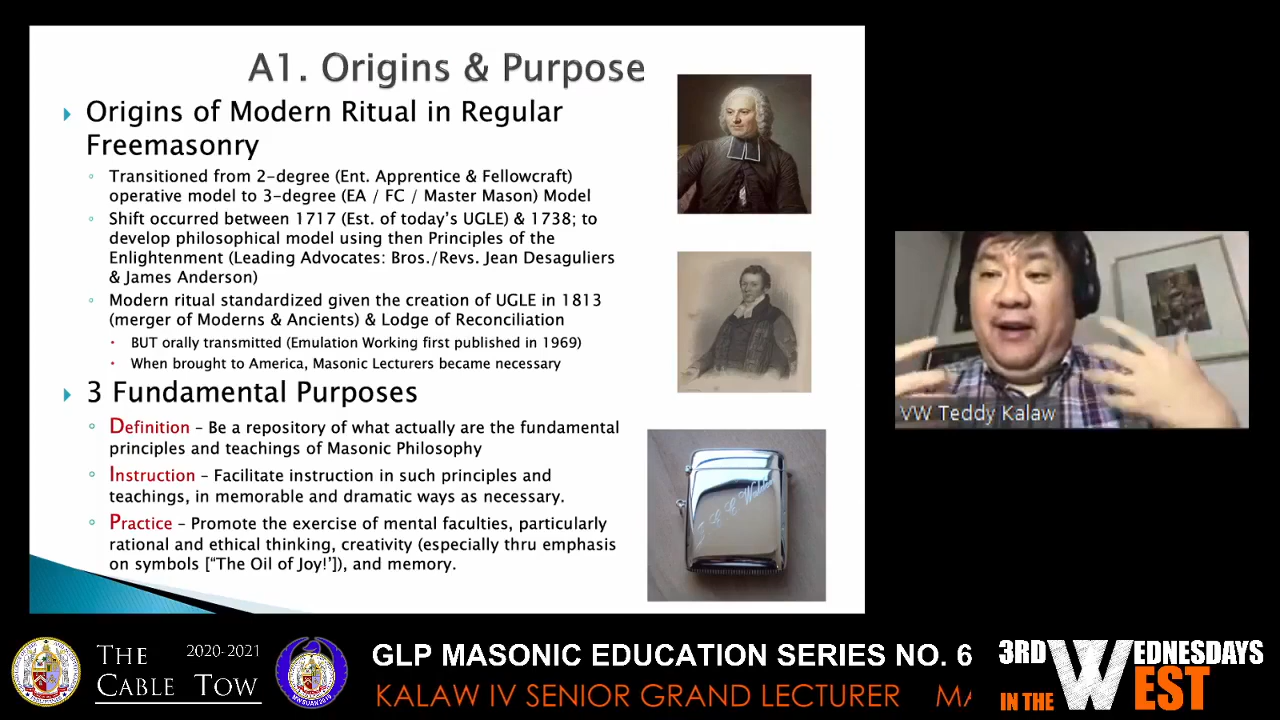 A1. Origins & Purpose
Origins of Modern Ritual in Regular
Freemasonry
Transitioned from 2-degree (Ent. Apprentice & Fellowcraft)
operative model to 3-degree (EA / FC / Master Mason) Model
Shift occurred between 1717 (Est. of today's UGLE) & 1738; to
develop philosophical model using then Principles of the
Enlightenment (Leading Advocates: Bros./Revs. Jean Desaguliers
& James Anderson)
Modern ritual standardized given the creation of UGLE in 1813
(merger of Moderns & Ancients) & Lodge of Reconciliation
BUT orally transmitted (Emulation Working first published in 1969)
When brought to America, Masonic Lecturers became necessary
3 Fundamental Purposes
Definition – Be a repository of what actually are the fundamental
principles and teachings of Masonic Philosophy
Instruction – Facilitate instruction in such principles and
teachings, in memorable and dramatic ways as necessary.
Practice – Promote the exercise of mental faculties, particularly
rational and ethical thinking, creativity (especially thru emphasis
on symbols ["The Oil of Joy!']), and memory.
VW Teddy Kalaw
THE 2020-2021
CABLE TOW
GLP MASONIC EDUCATION SERIES NO. 6
KALAW IV SENIOR GRAND LECTURER MA
3RD WEDNESDAYS
IN THE WEST